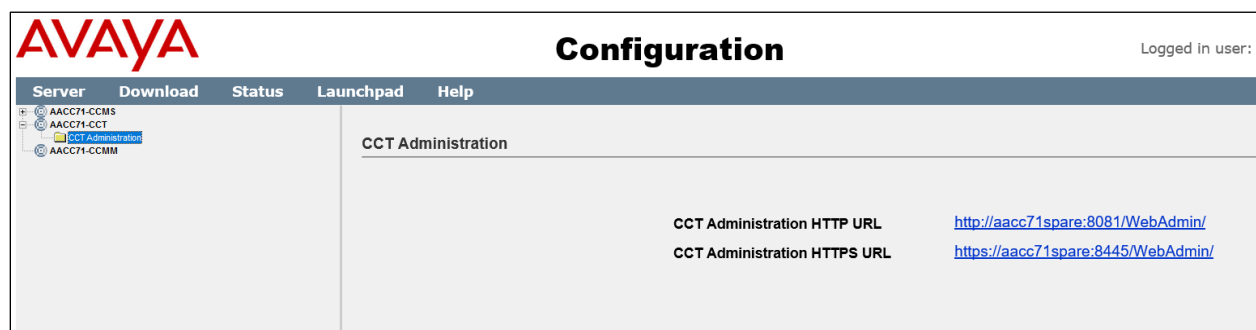 AVAYA
Configuration
Logged in user:
Server Download Status Launchpad Help
AACC71-CCMS
AACC71-CCT
CCT Administration
AACC71-CCMM
CCT Administration
CCT Administration HTTP URL http://aacc71spare:8081/WebAdmin/
CCT Administration HTTPS URL https://aacc71spare:8445/WebAdmin/